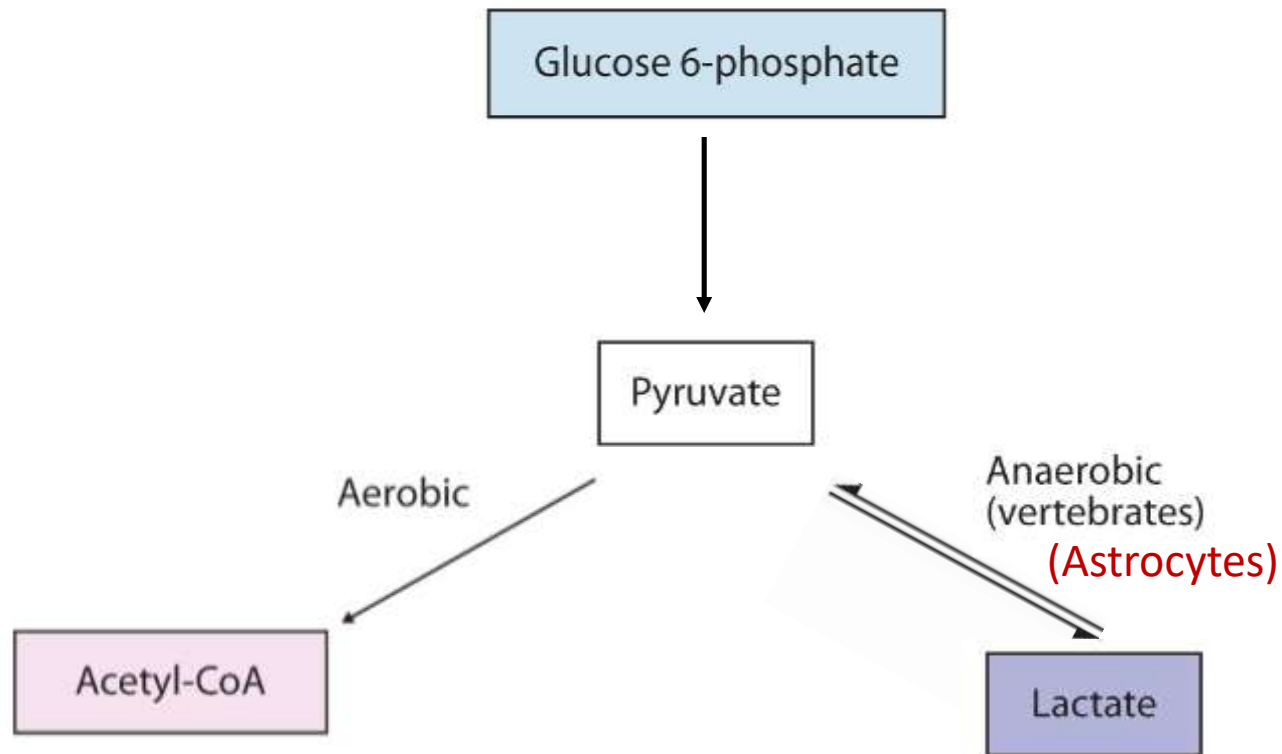 Glucose 6-phosphate
Pyruvate
Aerobic
Anaerobic
(vertebrates)
(Astrocytes)
Acetyl-CoA
Lactate